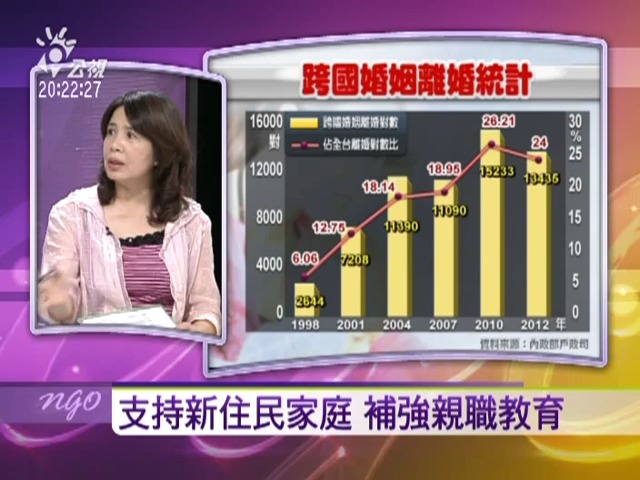 公視
20:22:27
跨國婚姻離婚統計
16000 對 12000 8000 4000 0
跨國婚姻離婚對數
佔全台離婚對數比
30 % 25 20 15 10 5 0
6.06 12.75 18.14 18.95 26.21 24
2644 7208 11390 11090 15233 13435
1998 2001 2004 2007 2010 2012 年
資料來源：內政部戶政司
ngo 支持新住民家庭 補強親職教育